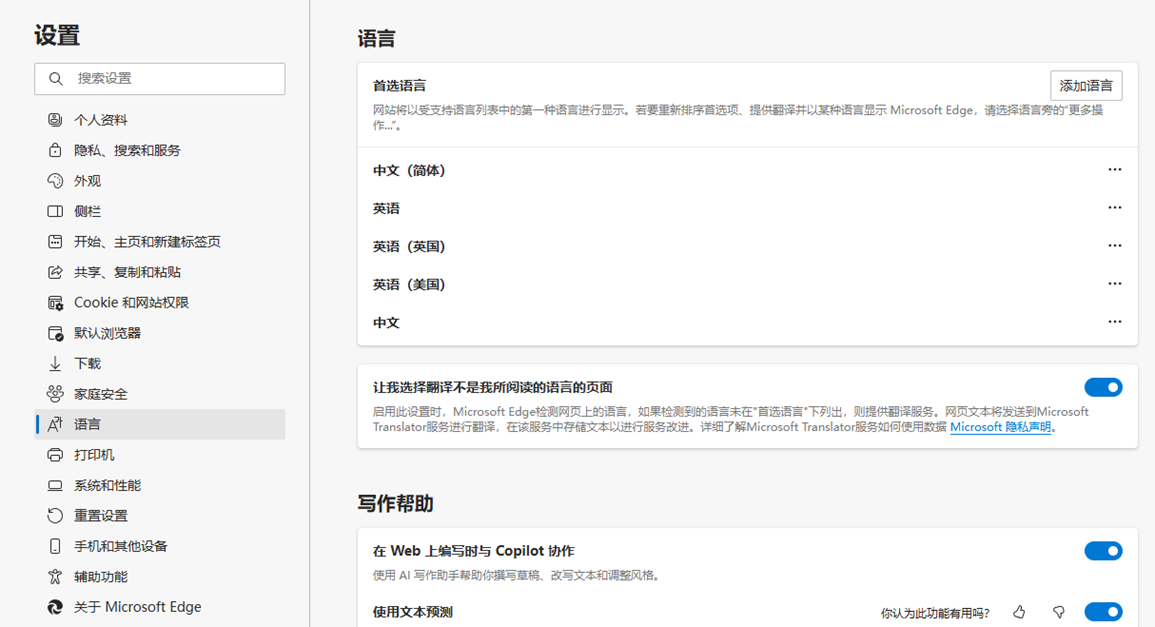 设置
搜索设置
个人资料
隐私、搜索和服务
外观
侧栏
开始、主页和新建标签页
共享、复制和粘贴
Cookie 和网站权限
默认浏览器
下载
家庭安全
语言
打印机
系统和性能
重置设置
手机和其他设备
辅助功能
关于 Microsoft Edge
语言
首选语言
添加语言
网站将以受支持语言列表中的第一种语言进行显示。若要重新排序首选项、提供翻译并以某种语言显示 Microsoft Edge，请选择语言旁的“更多操
作...”。
中文（简体）
英语
英语（英国）
英语（美国）
中文
让我选择翻译不是我所阅读的语言的页面
启用此设置时，Microsoft Edge检测网页上的语言，如果检测到的语言未在"首选语言"下列出，则提供翻译服务。网页文本将发送到Microsoft
Translator服务进行翻译，在该服务中存储文本以进行服务改进。详细了解Microsoft Translator服务如何使用数据 Microsoft 隐私声明。
写作帮助
在 Web 上编写时与 Copilot 协作
使用 AI 写作助手帮助你撰写草稿、改写文本和调整风格。
使用文本预测
你认为此功能有用吗?